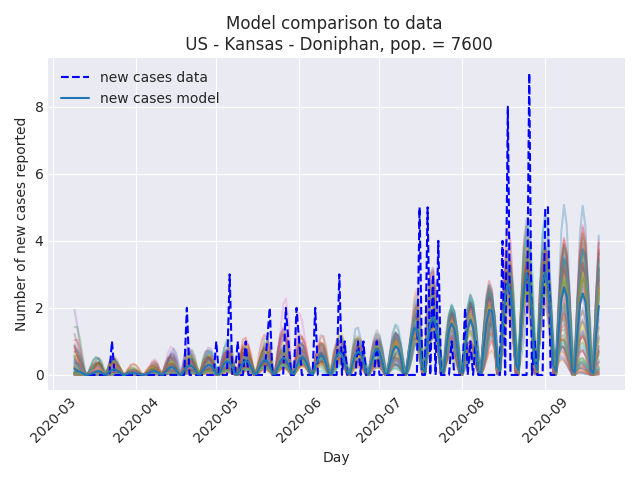 Model comparison to data
US - Kansas - Doniphan, pop. = 7600
new cases data
new cases model
Number of new cases reported
8
6
4
2
0
2020-03
2020-04
2020-05
2020-06
2020-07
2020-08
2020-09
Day